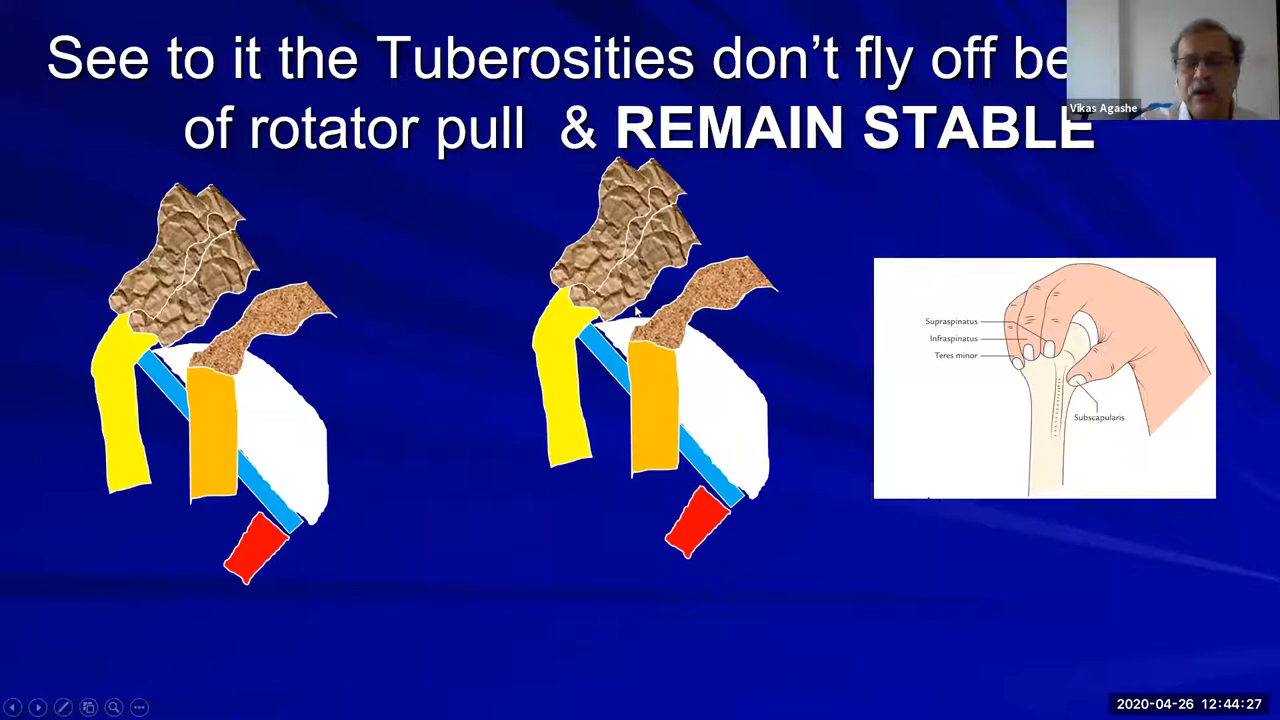 See to it the Tuberosities don't fly off be
of rotator pull & REMAIN STABLE
Vikas Agashe
Supraspinatus
Infraspinatus
Teres minor
Subscapularis
2020-04-26 12:44:27